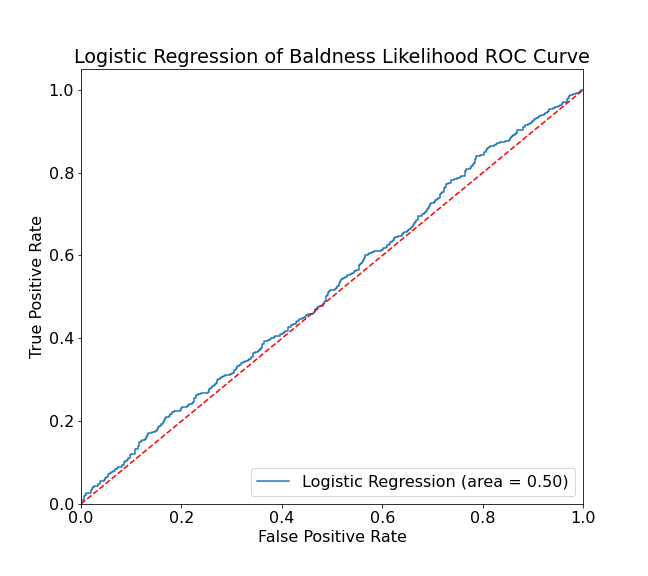 Logistic Regression of Baldness Likelihood ROC Curve
1.0
0.8
0.6
0.4
0.2
0.0
True Positive Rate
Logistic Regression (area = 0.50)
0.0 0.2 0.4 0.6 0.8 1.0
False Positive Rate